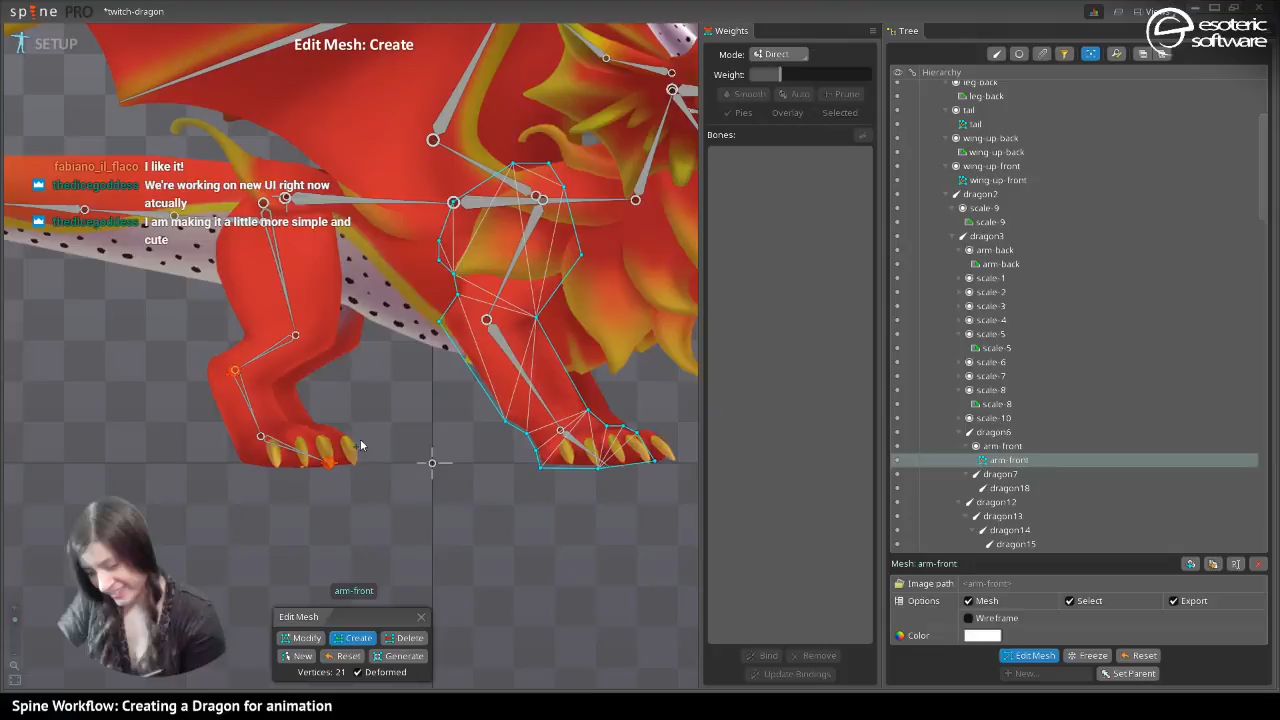 spine PRO
*twitch-dragon
Views
esoteric
software
SETUP
Edit Mesh: Create
fabiano_il_flaco I like it!
thediregoddess We're working on new UI right now
atcually
thediregoddess I am making it a little more simple and
cute
arm-front
Edit Mesh
Modify
Create
Delete
New
Reset
Generate
Vertices: 21
Deformed
Weights
Mode:
Direct
Weight:
Smooth
Auto
Prune
Pies
Overlay
Selected
Bones:
Bind
Remove
Update Bindings
Tree
Hierarchy
leg-back
leg-back
tail
tail
wing-up-back
wing-up-back
wing-up-front
wing-up-front
dragon2
scale-9
scale-9
dragon3
arm-back
arm-back
scale-1
scale-2
scale-3
scale-4
scale-5
scale-5
scale-6
scale-7
scale-8
scale-8
scale-10
dragon6
arm-front
arm-front
dragon7
dragon18
dragon12
dragon13
dragon14
dragon15
Mesh: arm-front
Image path
<arm-front>
Options
Mesh
Select
Export
Wireframe
Color
Edit Mesh
Freeze
Reset
New...
Set Parent
Spine Workflow: Creating a Dragon for animation